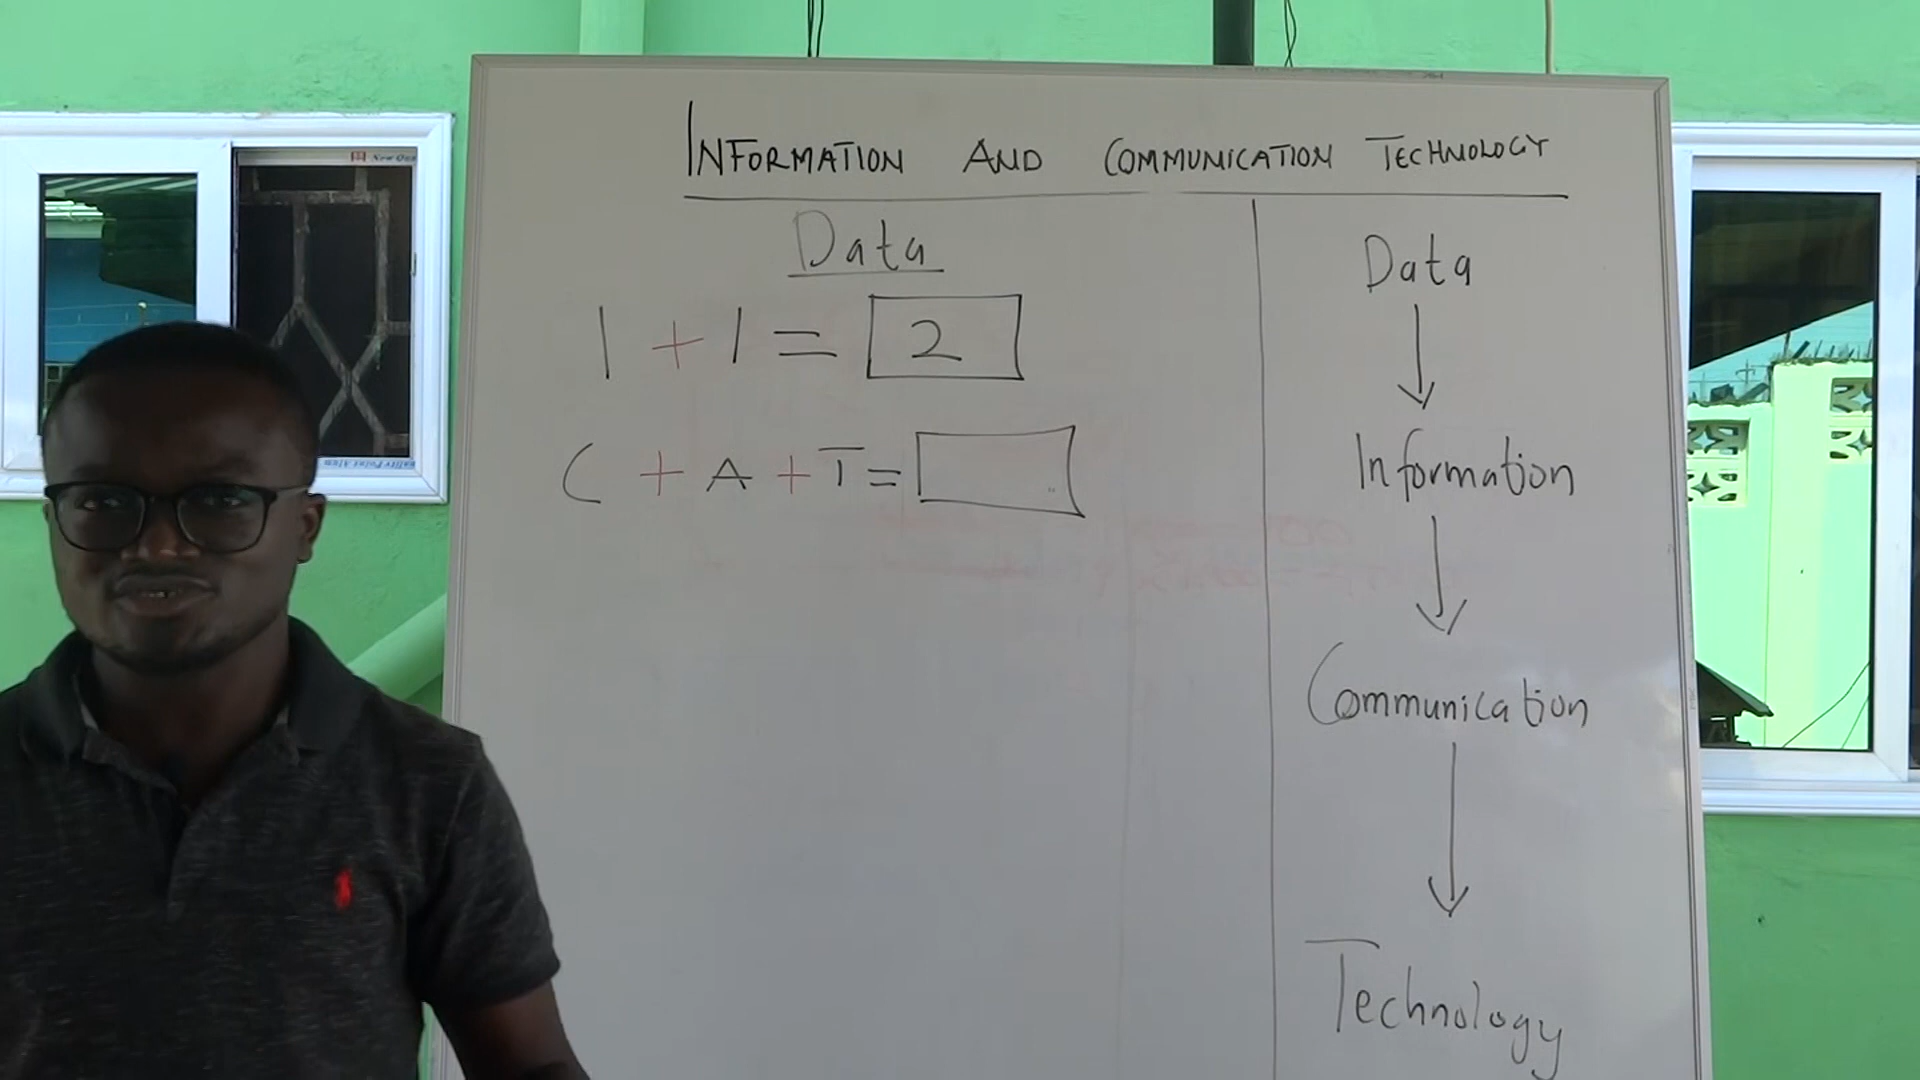 INFORMATION AND COMMUNICATION TECHNOLOGY
Data
1 + 1 = 2
C + A + T =
Data
Information
Communication
Technology